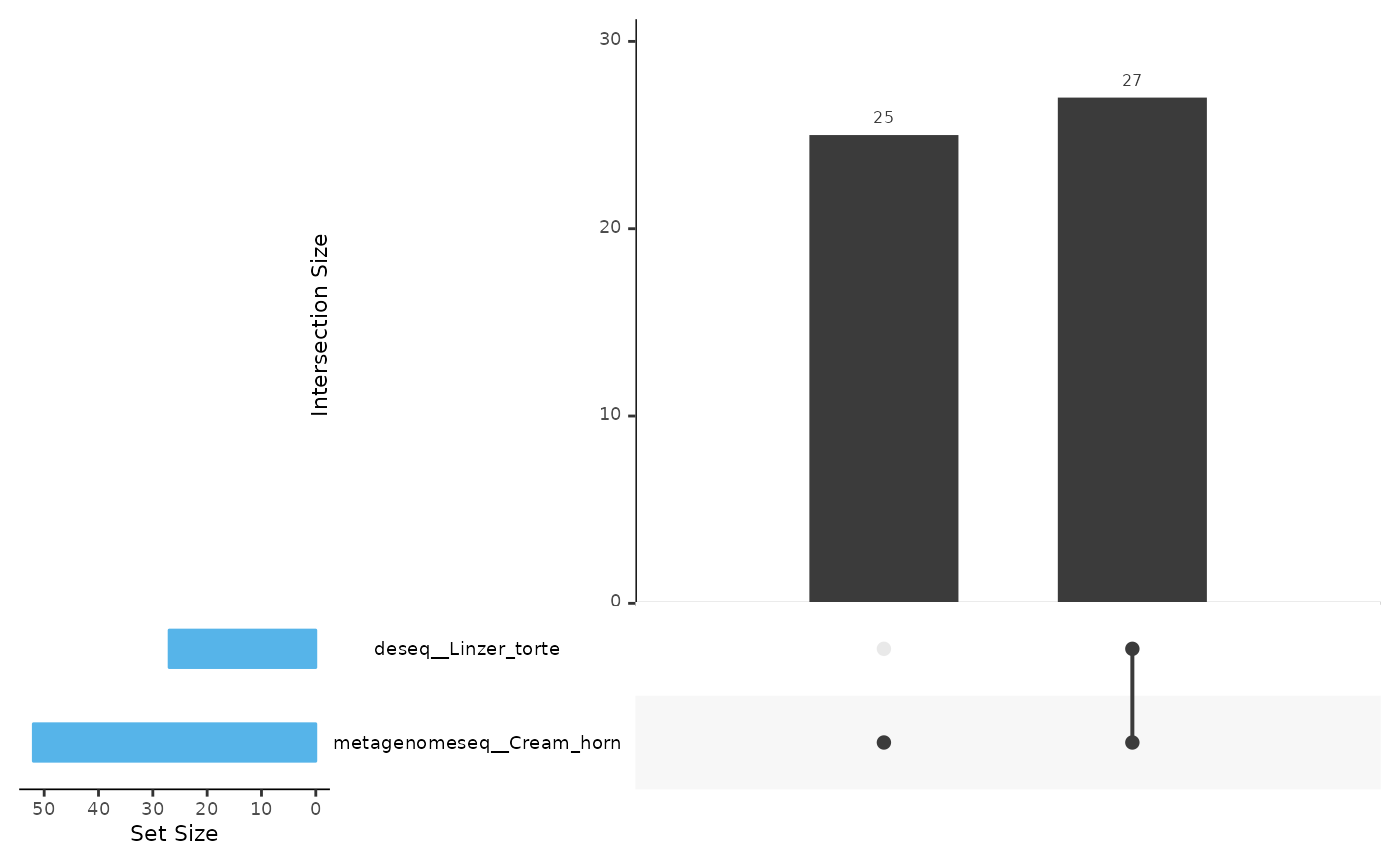 30
27
25
20
Intersection Size
10
0
deseq__Linzer_torte
metagenomeseq__Cream_horn
50 40 30 20 10 0
Set Size